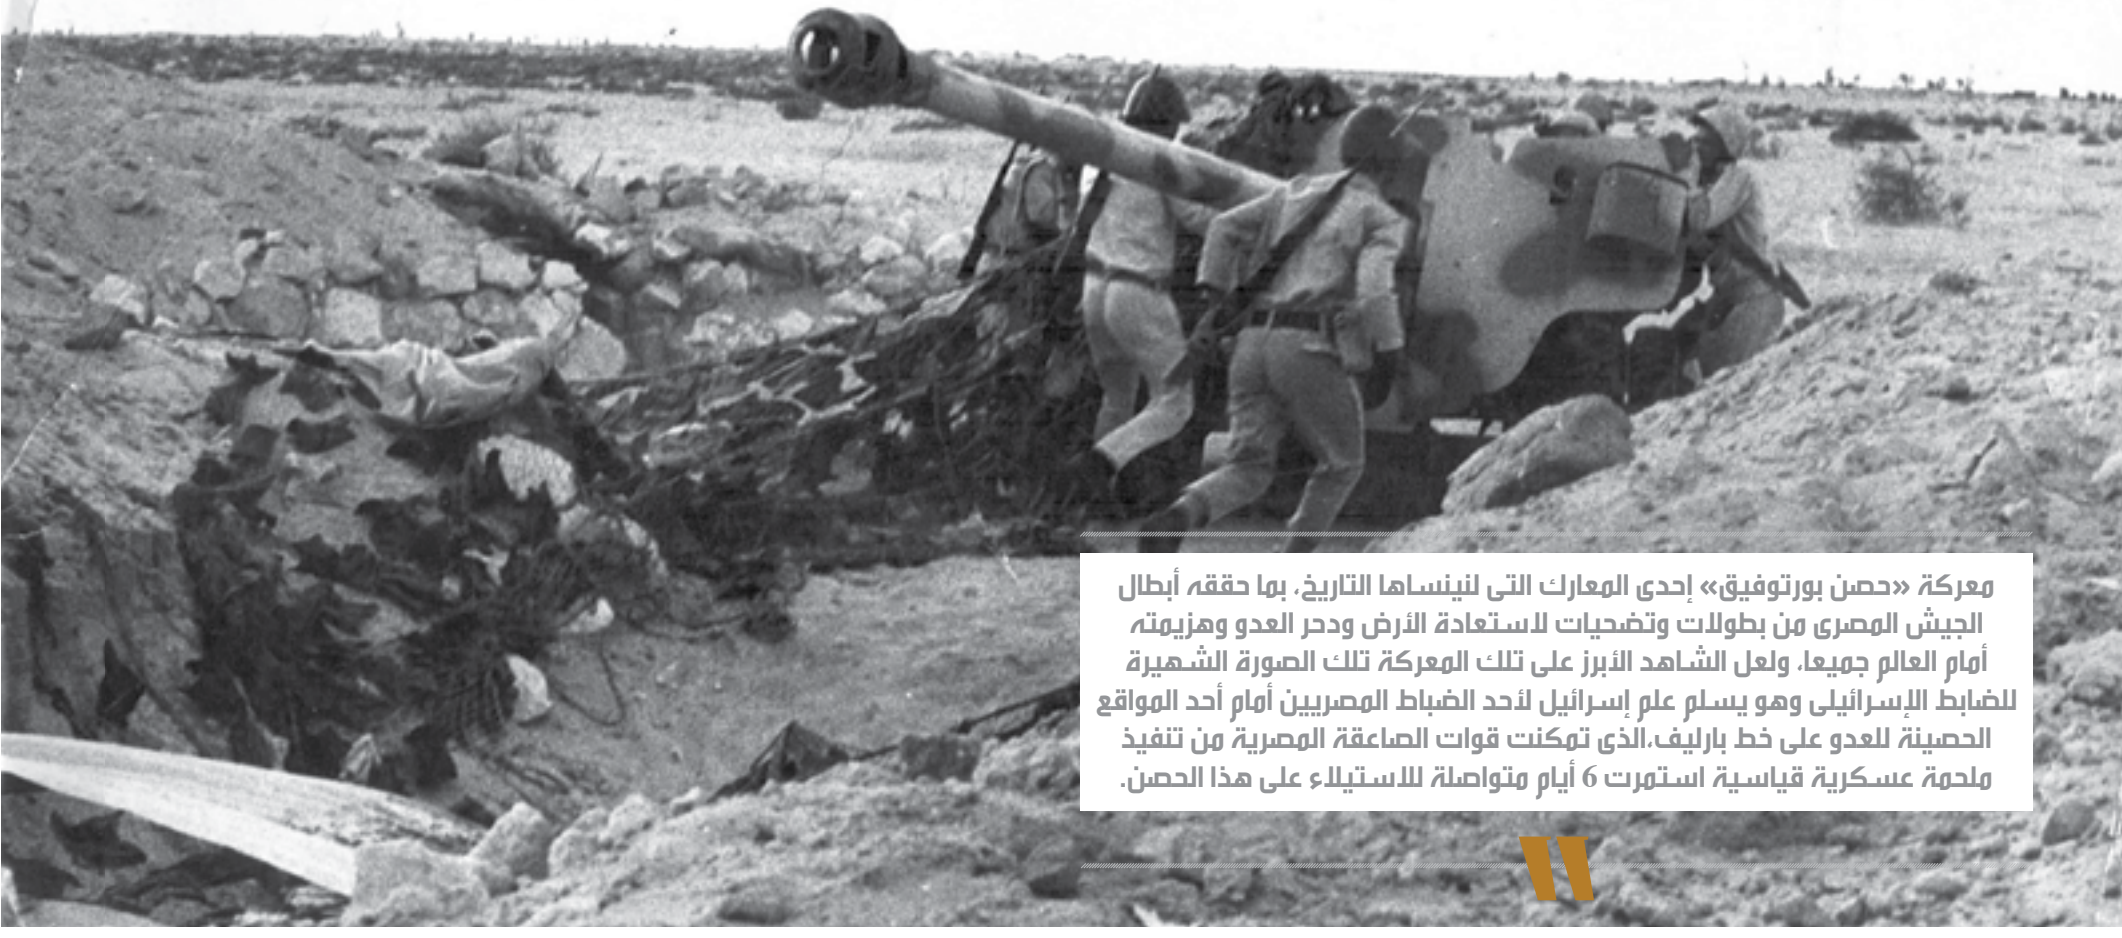 معركة «حصن بورتوفيق» إحدى المعارك التى لنينساها التاريخ، بما حققه أبطال
الجيش المصرى من بطولات وتضحيات لاستعادة الأرض ودحر العدو وهزيمته
أمام العالم جميعا، ولعل الشاهد الأبرز على تلك المعركة تلك الصورة الشهيرة
للضابط الإسرائيلى وهو يسلم علم إسرائيل لأحد الضباط المصريين أمام أحد المواقع
الحصينة للعدو على خط بارليف،الذى تمكنت قوات الصاعقة المصرية من تنفيذ
ملحمة عسكرية قياسية استمرت 6 أيام متواصلة للاستيلاء على هذا الحصن.